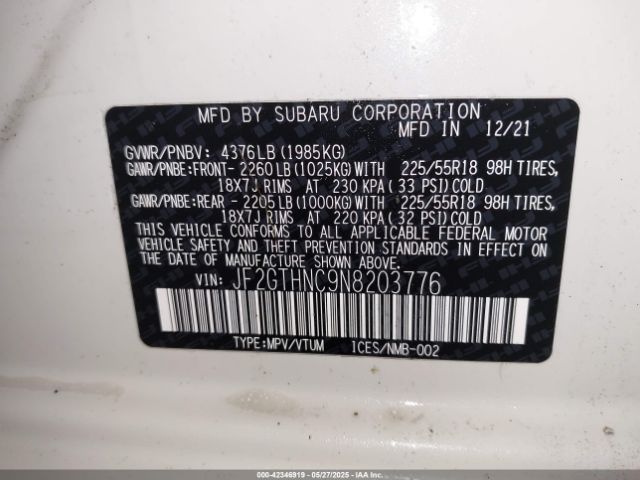 MFD BY SUBARU CORPORATION
MFD IN 12/21
GVWR/PNBV: 4376LB(1985KG)
GAWR/PNBE:FRONT- 2260LB(1025KG)WITH 225/55R18 98H TIRES,
18X7J RIMS AT 230 KPA(33 PSI)COLD
GAWR/PNBE:REAR - 2205LB(1000KG)WITH 225/55R18 98H TIRES,
18X7J RIMS AT 220 KPA(32 PSI)COLD
THIS VEHICLE CONFORMS TO ALL APPLICABLE FEDERAL MOTOR
VEHICLE SAFETY AND THEFT PREVENTION STANDARDS IN EFFECT ON
THE DATE OF MANUFACTURE SHOWN ABOVE.
VIN: JF2GTHNC9N8203776
TYPE:MPV/VTUM ICES/NMB-002
000-42346919 - 05/27/2025 - IAAI.COM - Copyright